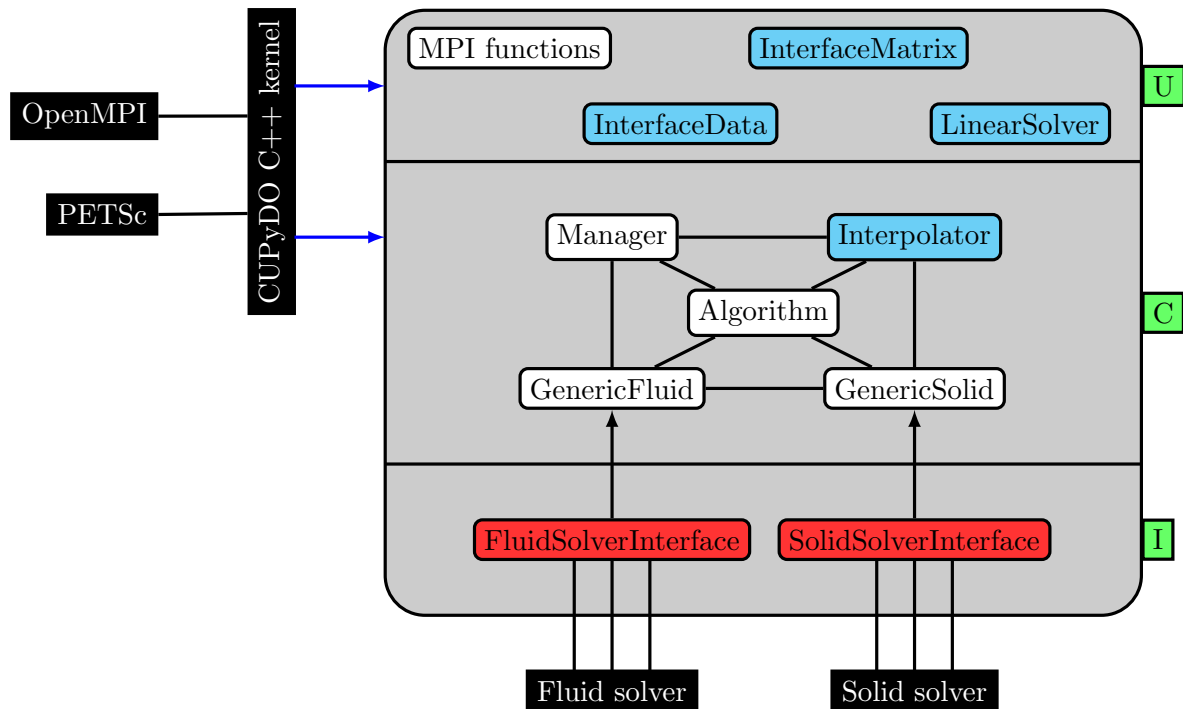 MPI functions
InterfaceMatrix
U
OpenMPI
InterfaceData
LinearSolver
CUPyDO C++ kernel
PETSc
Manager
Interpolator
Algorithm
C
GenericFluid
GenericSolid
FluidSolverInterface
SolidSolverInterface
I
Fluid solver
Solid solver